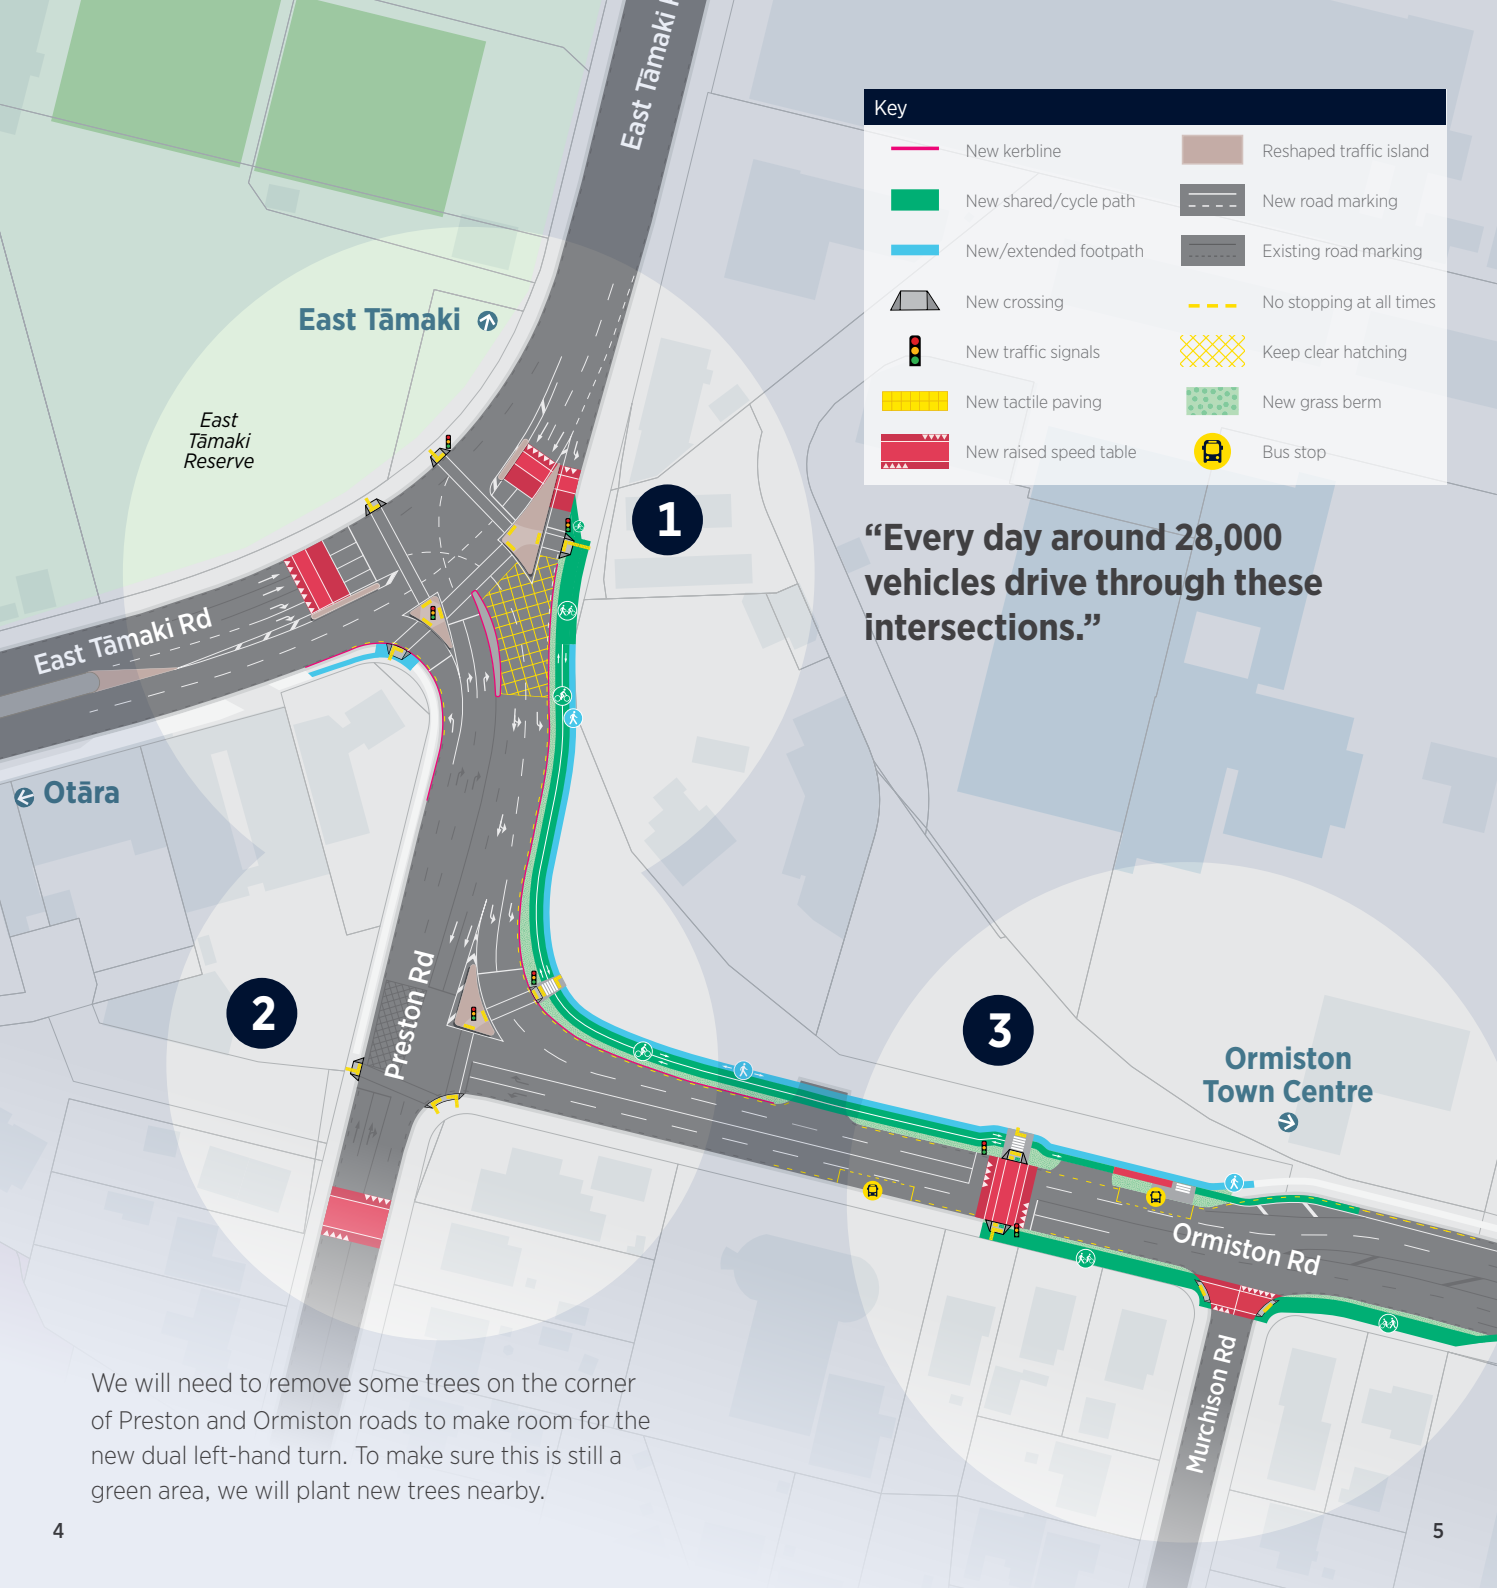 East Tāmaki
Key
New kerbline
New shared/cycle path
New/extended footpath
New crossing
New traffic signals
New tactile paving
New raised speed table
Reshaped traffic island
New road marking
Existing road marking
No stopping at all times
Keep clear hatching
New grass berm
Bus stop
East Tāmaki
East
Tāmaki
Reserve
1
“Every day around 28,000
vehicles drive through these
intersections.”
East Tāmaki Rd
Otāra
Preston Rd
2
3
Ormiston
Town Centre
Ormiston Rd
Murchison Rd
We will need to remove some trees on the corner
of Preston and Ormiston roads to make room for the
new dual left-hand turn. To make sure this is still a
green area, we will plant new trees nearby.
4
5